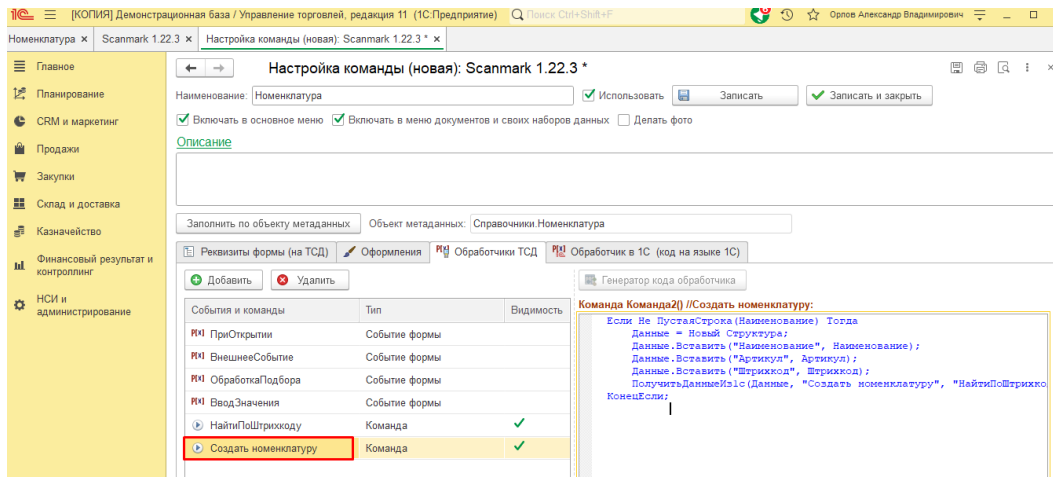 [КОПИЯ] Демонстрационная база / Управление торговлей, редакция 11 (1С:Предприятие) Поиск Ctrl+Shift+F Орлов Александр Владимирович
Номенклатура × Scanmark 1.22.3 × Настройка команды (новая): Scanmark 1.22.3 * ×
Главное
Планирование
CRM и маркетинг
Продажи
Закупки
Склад и доставка
Казначейство
Финансовый результат и
контроллинг
НСИ и
администрирование
Настройка команды (новая): Scanmark 1.22.3 *
Наименование: Номенклатура Использовать Записать Записать и закрыть
Включать в основное меню Включать в меню документов и своих наборов данных Делать фото
Описание
Заполнить по объекту метаданных Объект метаданных: Справочники.Номенклатура
Реквизиты формы (на ТСД) Оформления Обработчики ТСД Обработчик в 1С (код на языке 1С)
Добавить Удалить Генератор кода обработчика
События и команды Тип Видимость
ПриОткрытии Событие формы
ВнешнееСобытие Событие формы
ОбработкаПодбора Событие формы
ВводЗначения Событие формы
НайтиПоШтрихкоду Команда
Создать номенклатуру Команда
Команда Команда2() //Создать номенклатуру:
Если Не ПустаяСтрока(Наименование) Тогда
Данные = Новый Структура;
Данные.Вставить("Наименование", Наименование);
Данные.Вставить("Артикул", Артикул);
Данные.Вставить("Штрихкод", Штрихкод);
ПолучитьДанныеИз1с(Данные, "Создать номенклатуру", "НайтиПоШтрихко
КонецЕсли;